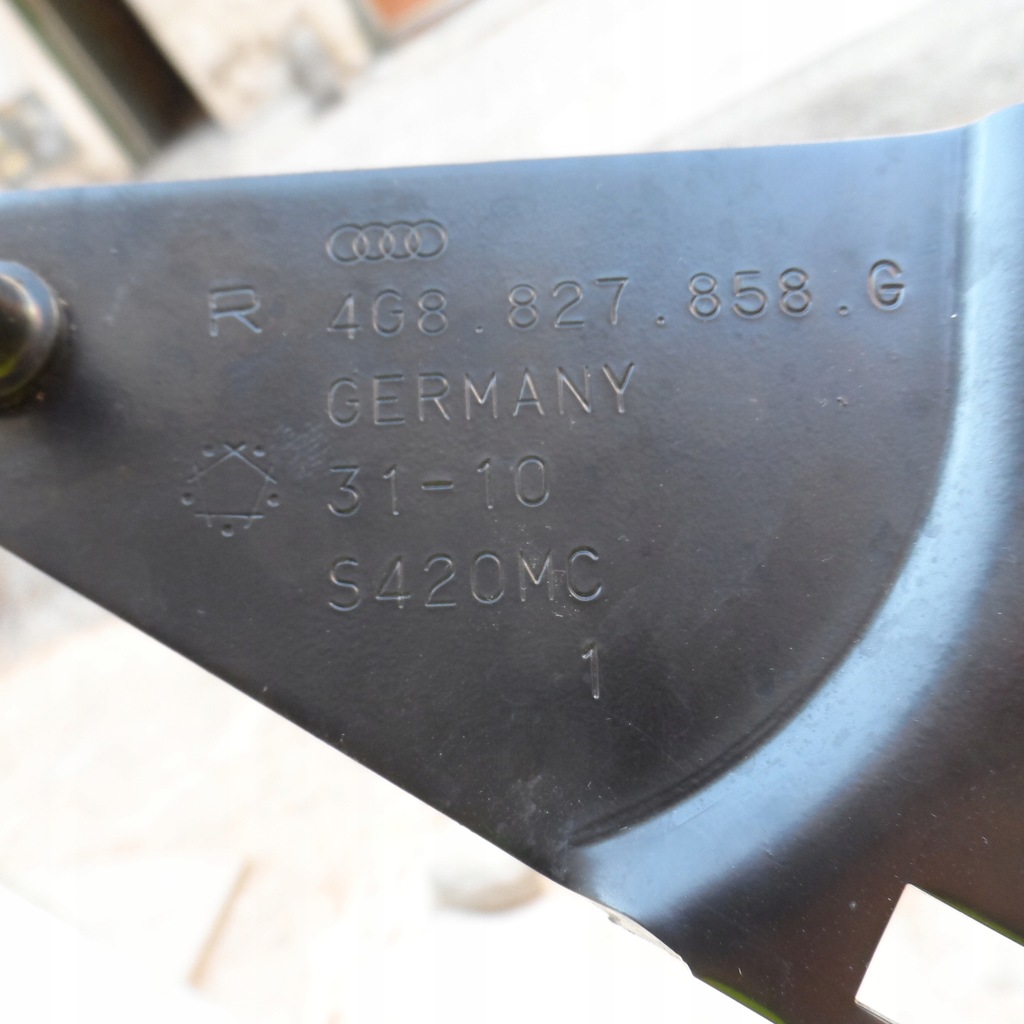 R 4G8.827.858.G
GERMANY
31-10
S420MC
1